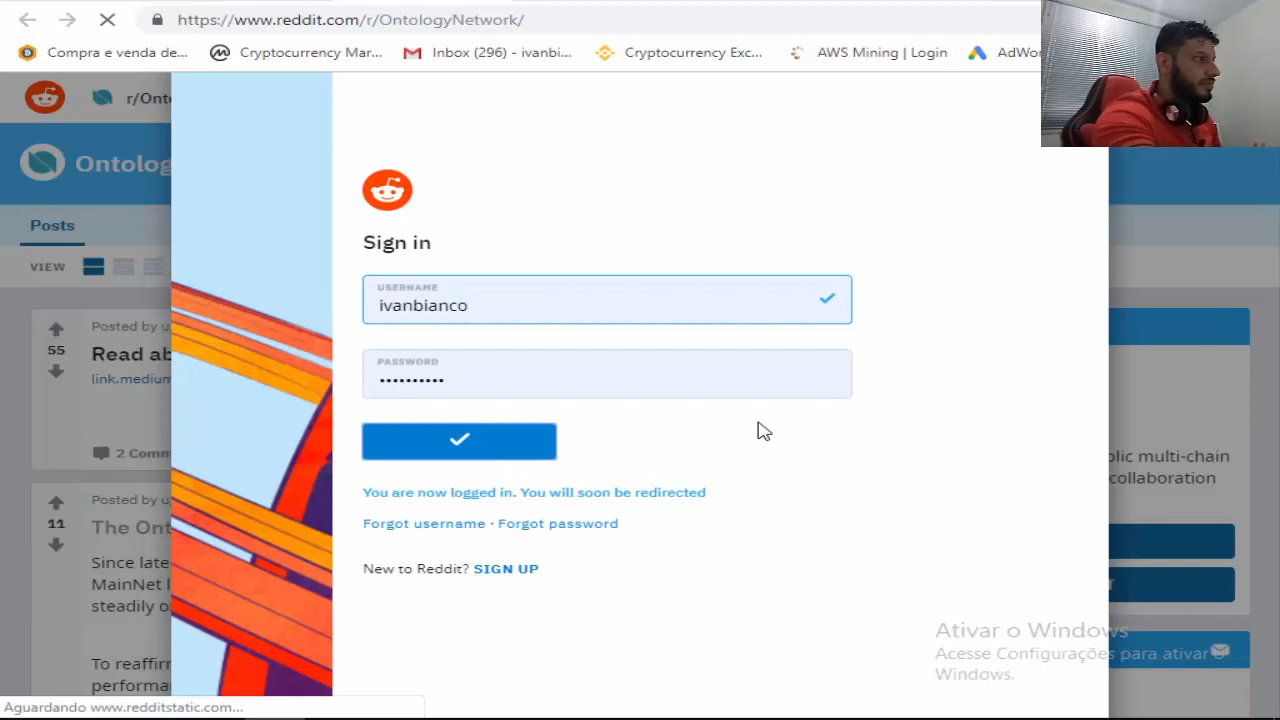 https://www.reddit.com/r/OntologyNetwork/
Compra e venda de...
Cryptocurrency Mar...
Inbox (296) - ivanbi...
Cryptocurrency Exc...
AWS Mining | Login
AdWo
r/Onto
Ontolog
Posts
VIEW
55
Posted by u
Read ab
link.medium
2 Comm
11
Posted by u
The Ont
Since late
MainNet l
steadily o
To reaffir
performa
Sign in
USERNAME
ivanbianco
PASSWORD
••••••••••
You are now logged in. You will soon be redirected
Forgot username · Forgot password
New to Reddit? SIGN UP
blic multi-chain
collaboration
Ativar o Windows
Acesse Configurações para ativar o
Windows.
Aguardando www.redditstatic.com...